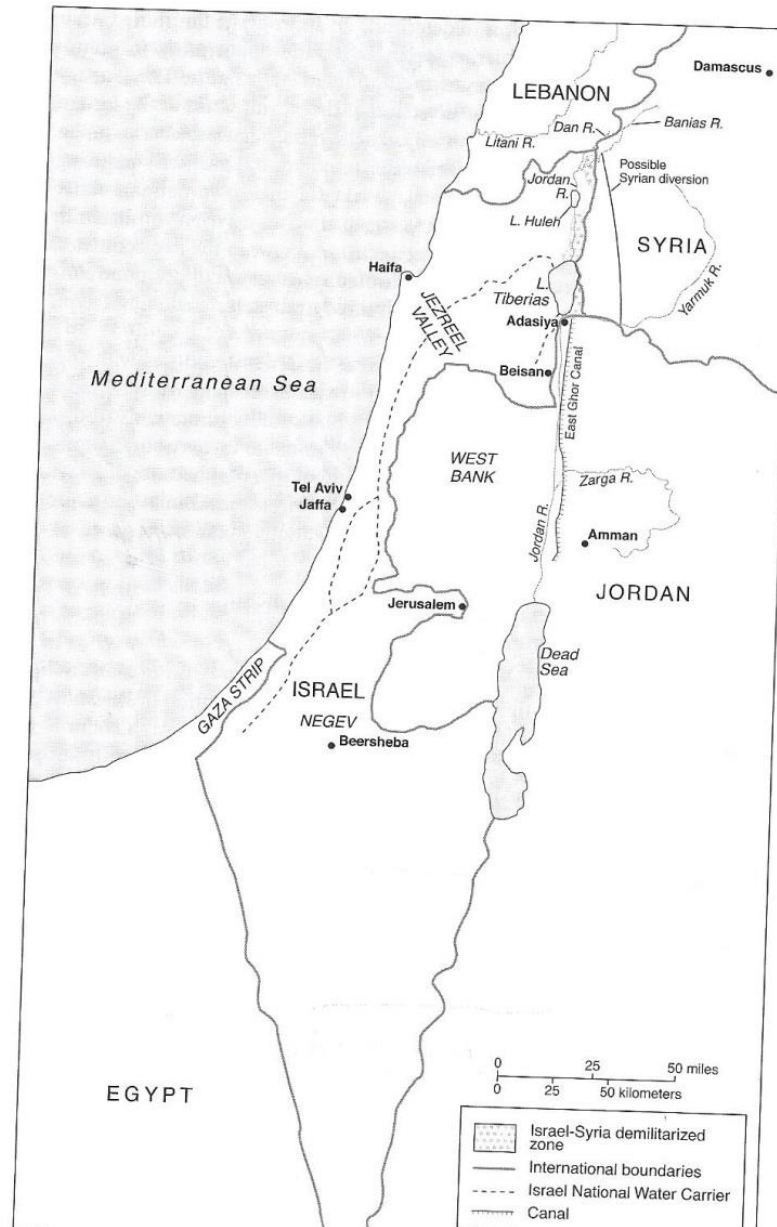 Damascus
LEBANON
Dan R.
Banias R.
Litani R.
Possible
Syrian diversion
Jordan
R.
L. Huleh
SYRIA
Haifa
L.
Tiberias
Yarmuk R.
JEZREEL
VALLEY
Adasiya
Mediterranean Sea
Beisan
East Ghor Canal
WEST
BANK
Zarga R.
Tel Aviv
Jaffa
Jordan R.
Amman
JORDAN
Jerusalem
Dead
Sea
GAZA STRIP
ISRAEL
NEGEV
Beersheba
EGYPT
0 25 50 miles
0 25 50 kilometers
Israel-Syria demilitarized
zone
International boundaries
Israel National Water Carrier
Canal